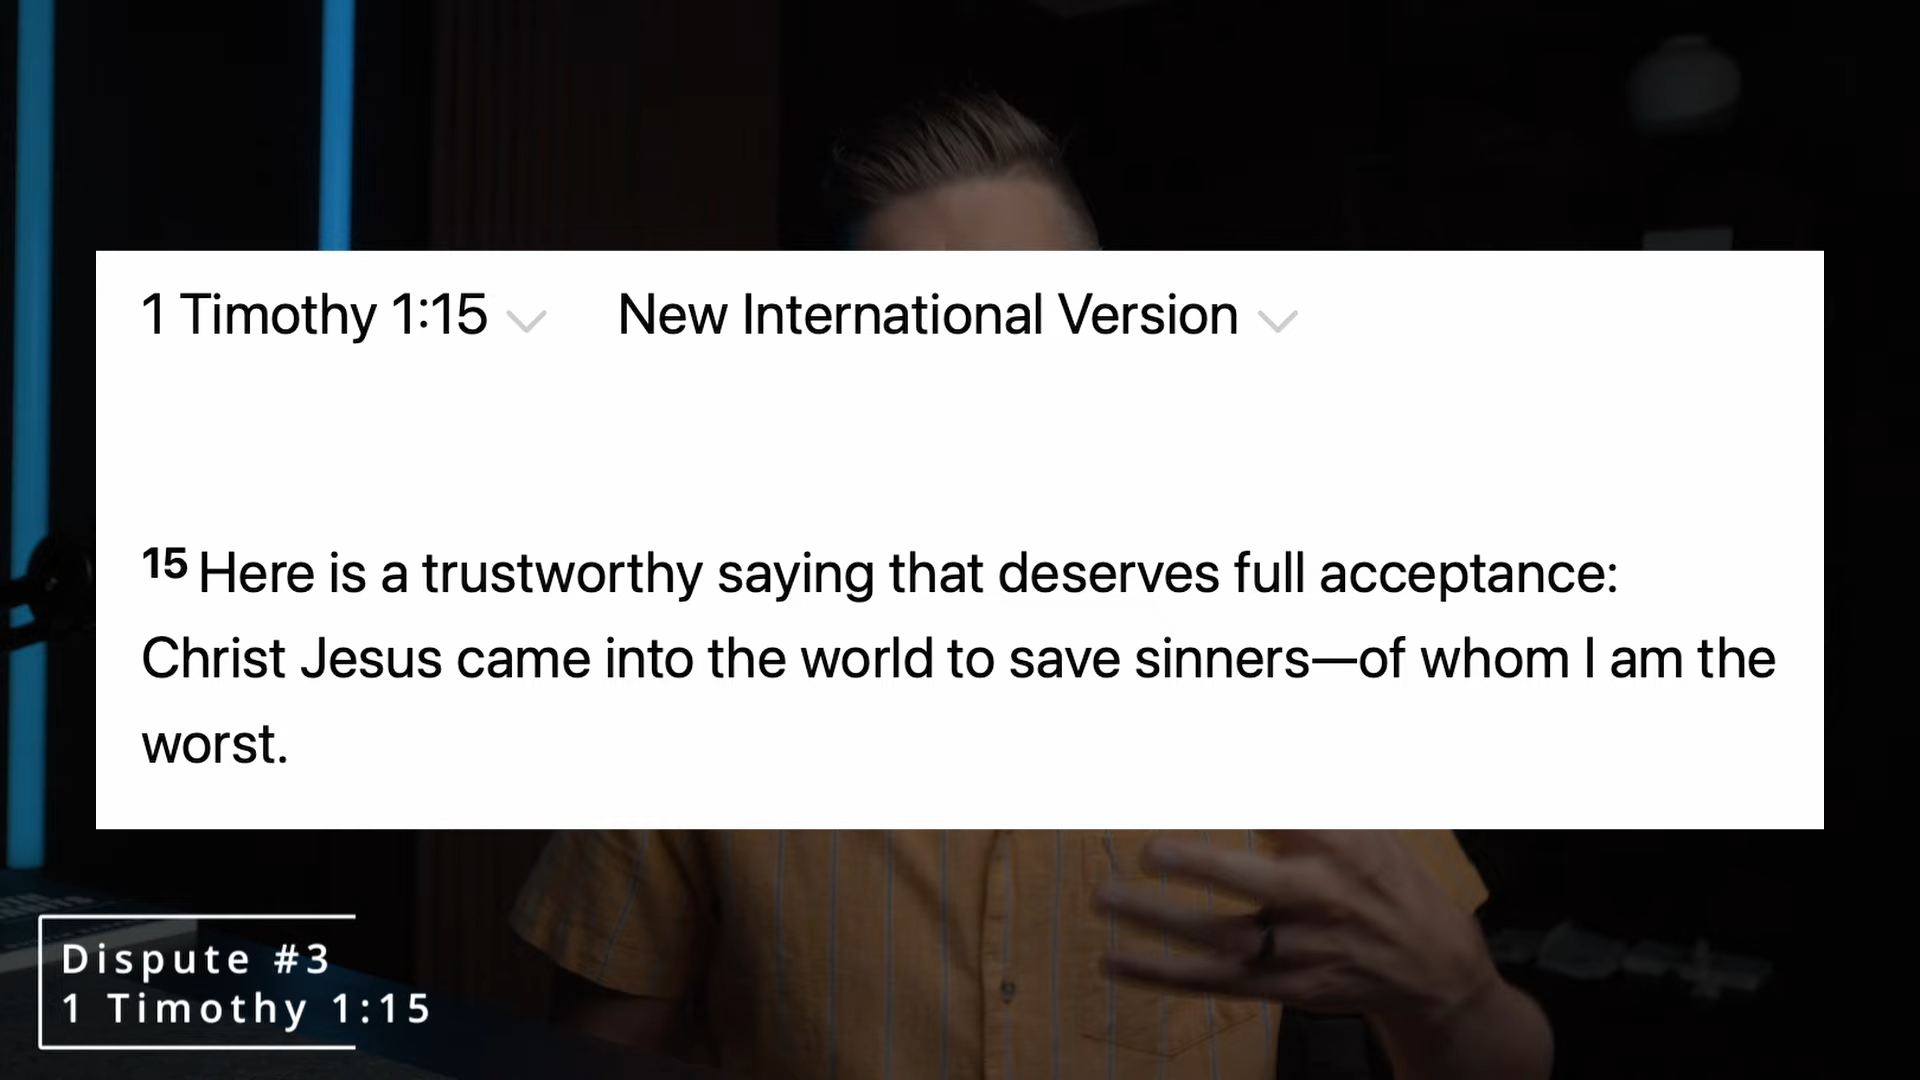 1 Timothy 1:15 New International Version
15 Here is a trustworthy saying that deserves full acceptance:
Christ Jesus came into the world to save sinners—of whom I am the
worst.
Dispute #3
1 Timothy 1:15